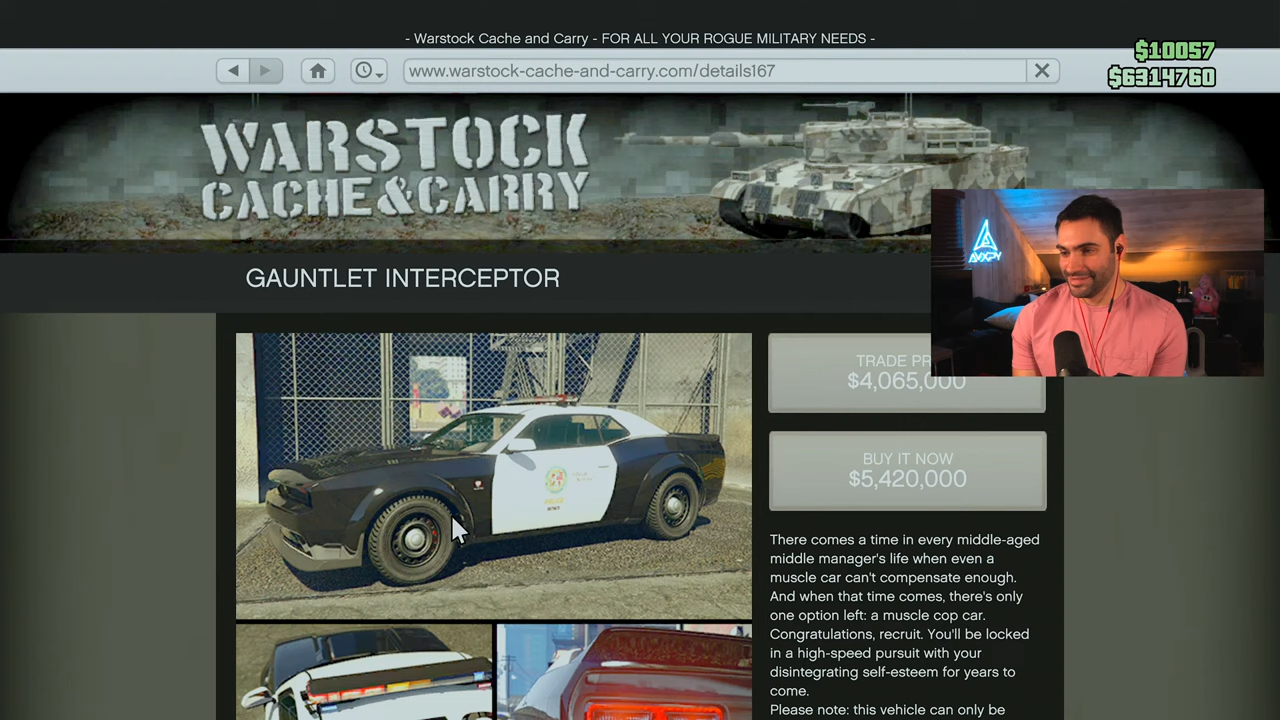 - Warstock Cache and Carry - FOR ALL YOUR ROGUE MILITARY NEEDS -
$10057
$6314760
www.warstock-cache-and-carry.com/details167
WARSTOCK
CACHE&CARRY
AVXPY
GAUNTLET INTERCEPTOR
TRADE PR
$4,065,000
BUY IT NOW
$5,420,000
There comes a time in every middle-aged
middle manager's life when even a
muscle car can't compensate enough.
And when that time comes, there's only
one option left: a muscle cop car.
Congratulations, recruit. You'll be locked
in a high-speed pursuit with your
disintegrating self-esteem for years to
come.
Please note: this vehicle can only be